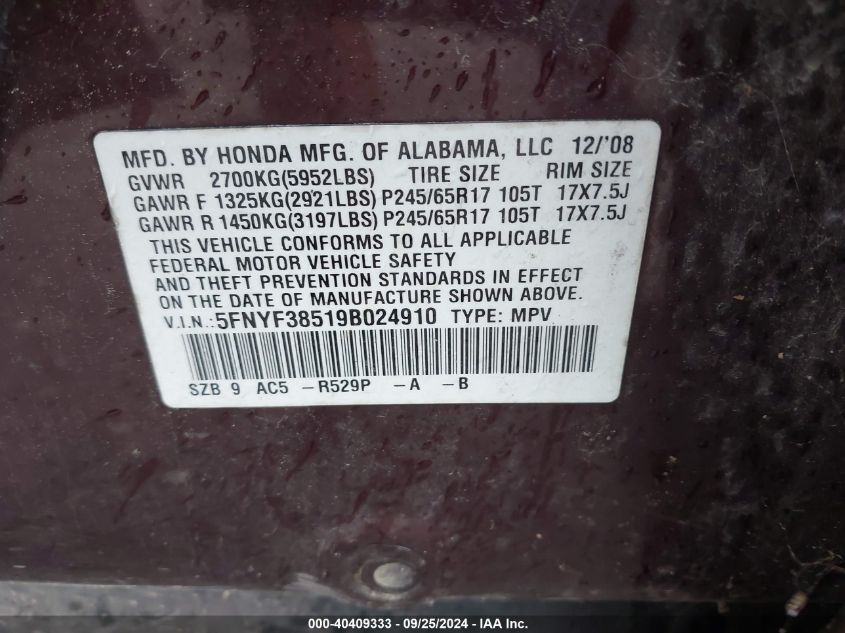 MFD. BY HONDA MFG. OF ALABAMA, LLC 12/'08
GVWR 2700KG(5952LBS) TIRE SIZE RIM SIZE
GAWR F 1325KG(2921LBS) P245/65R17 105T 17X7.5J
GAWR R 1450KG(3197LBS) P245/65R17 105T 17X7.5J
THIS VEHICLE CONFORMS TO ALL APPLICABLE
FEDERAL MOTOR VEHICLE SAFETY
AND THEFT PREVENTION STANDARDS IN EFFECT
ON THE DATE OF MANUFACTURE SHOWN ABOVE.
V.I.N.:5FNYF38519B024910 TYPE: MPV
SZB 9 AC5 -R529P -A -B
000-40409333 - 09/25/2024 - IAA Inc.